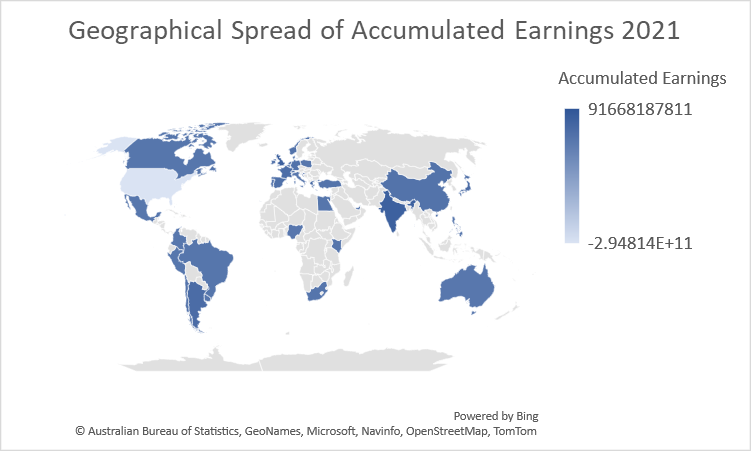 Geographical Spread of Accumulated Earnings 2021
Accumulated Earnings
91668187811
-2.94814E+11
Powered by Bing
© Australian Bureau of Statistics, GeoNames, Microsoft, Navinfo, OpenStreetMap, TomTom